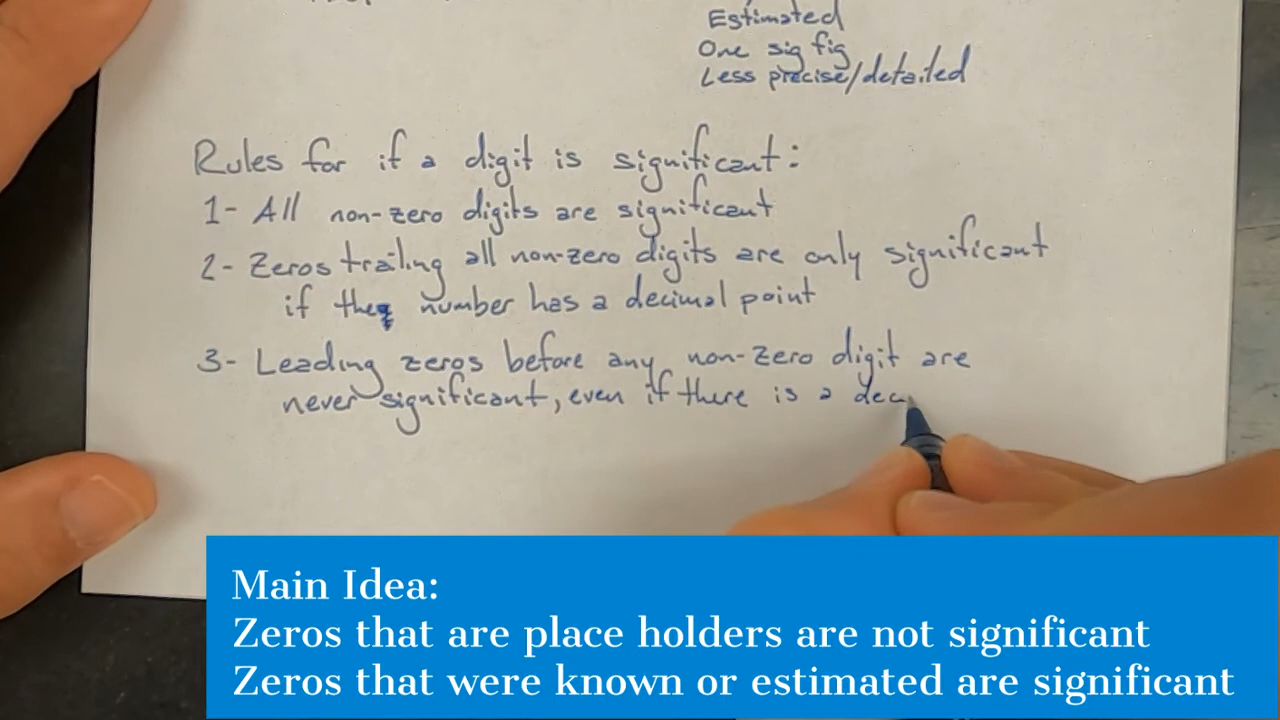 Estimated
One sig fig
Less precise/detailed
Rules for if a digit is significant:
1- All non-zero digits are significant
2- Zeros trailing all non-zero digits are only significant
if the number has a decimal point
3- Leading zeros before any non-zero digit are
never significant, even if there is a dec
Main Idea:
Zeros that are place holders are not significant
Zeros that were known or estimated are significant